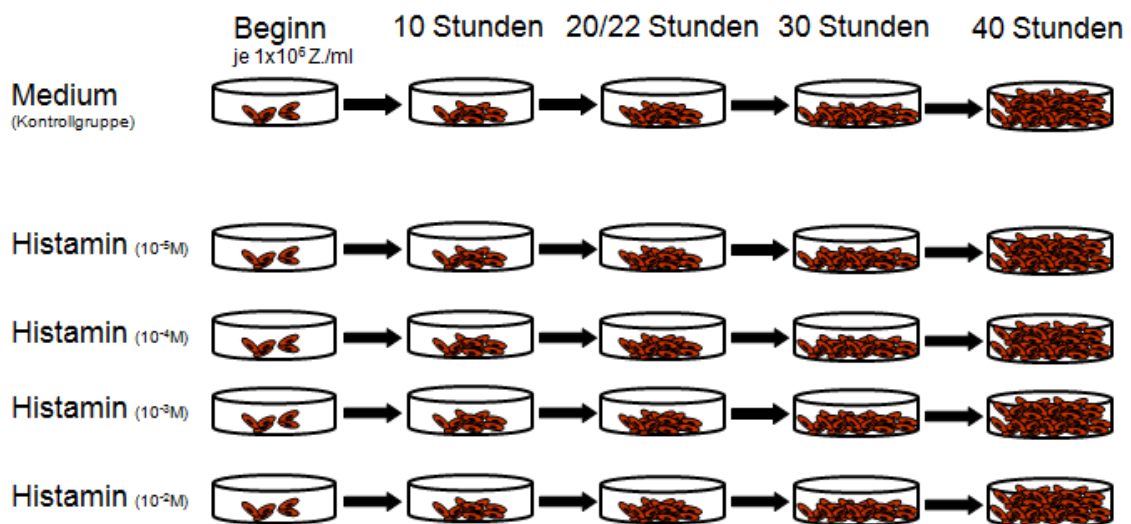 Beginn 10 Stunden 20/22 Stunden 30 Stunden 40 Stunden
je 1x10⁶ Z./ml
Medium
(Kontrollgruppe)
Histamin (10⁻⁵M)
Histamin (10⁻⁴M)
Histamin (10⁻³M)
Histamin (10⁻²M)